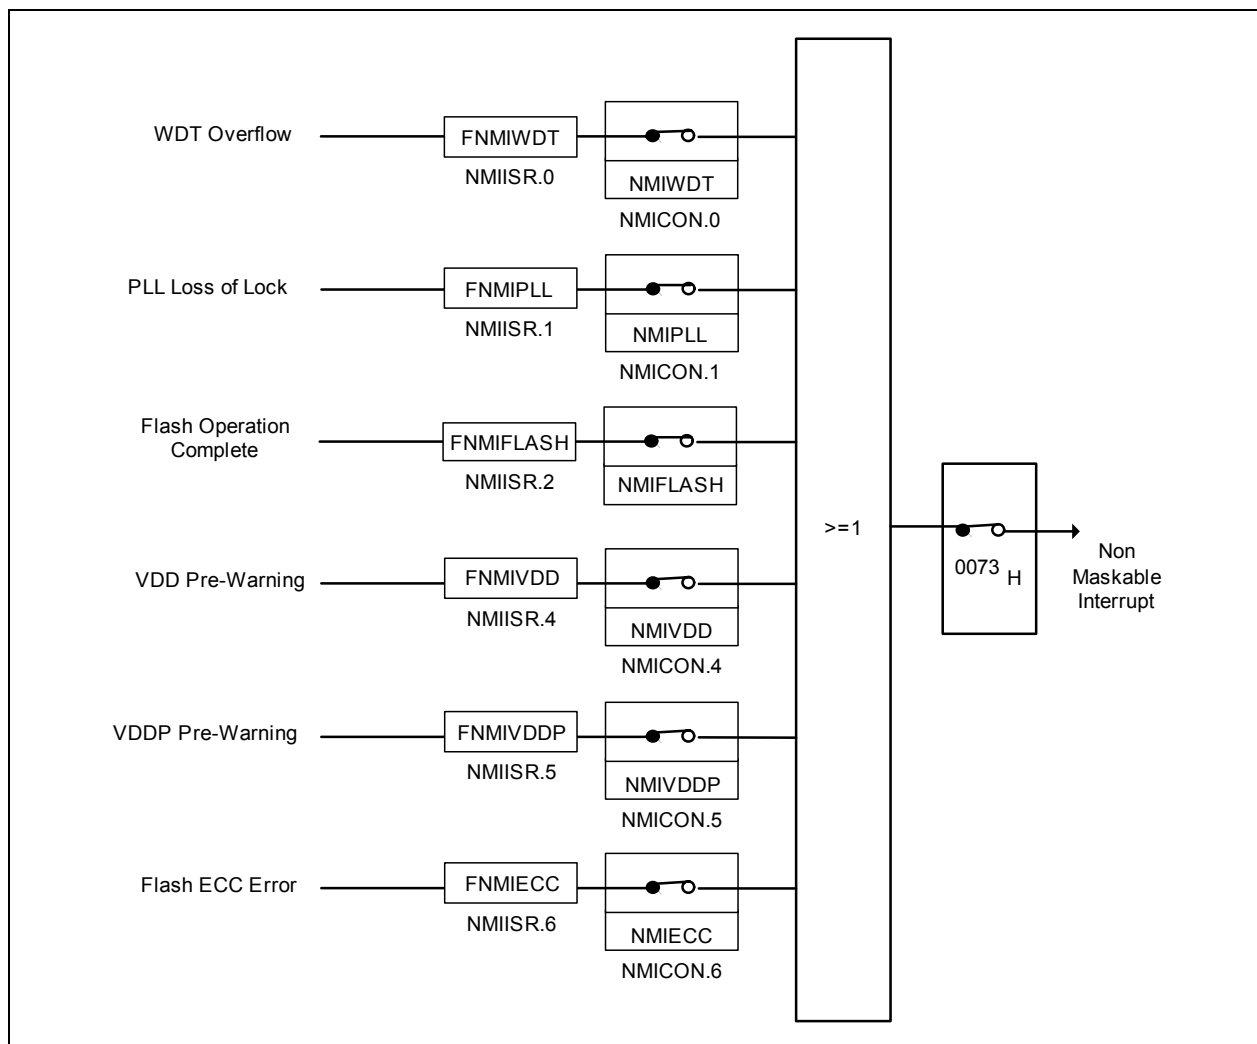 WDT Overflow
FNMIWDT
NMIISR.0
NMIWDT
NMICON.0
PLL Loss of Lock
FNMIPLL
NMIISR.1
NMIPLL
NMICON.1
Flash Operation
Complete
FNMIFLASH
NMIISR.2
NMIFLASH
VDD Pre-Warning
FNMIVDD
NMIISR.4
NMIVDD
NMICON.4
VDDP Pre-Warning
FNMIVDDP
NMIISR.5
NMIVDDP
NMICON.5
Flash ECC Error
FNMIECC
NMIISR.6
NMIECC
NMICON.6
>=1
0073 H
Non
Maskable
Interrupt